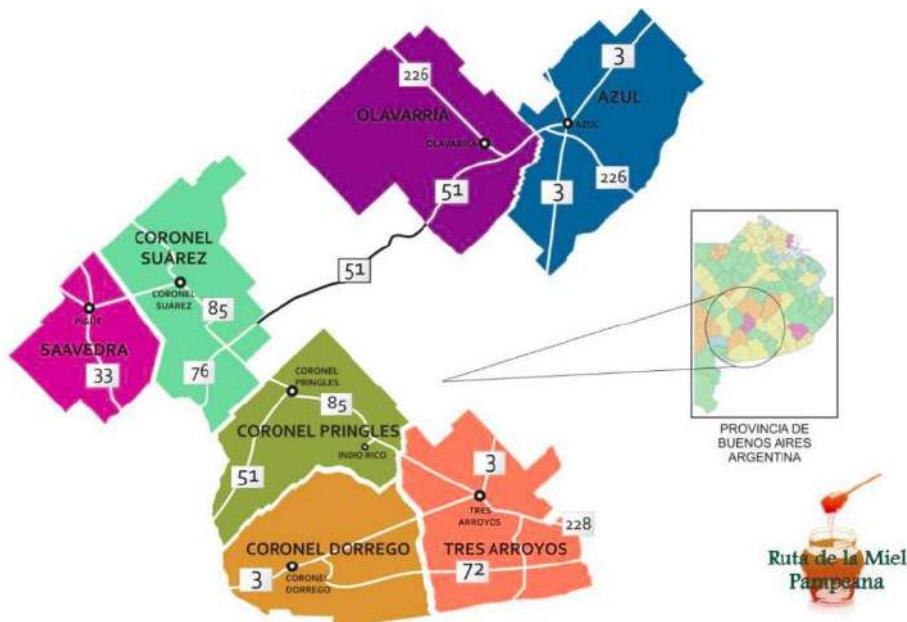 3
226
AZUL
OLAVARRÍA
AZUL
OLAVARRÍA
51
3
226
CORONEL
SUÁREZ
51
CORONEL
SUÁREZ
85
PIGÜÉ
SAAVEDRA
33
76
CORONEL
PRINGLES
85
CORONEL PRINGLES
INDIO RICO
51
3
TRES
ARROYOS
228
CORONEL DORREGO
TRES ARROYOS
3
CORONEL
DORREGO
72
PROVINCIA DE
BUENOS AIRES
ARGENTINA
Ruta de la Miel
Pampeana